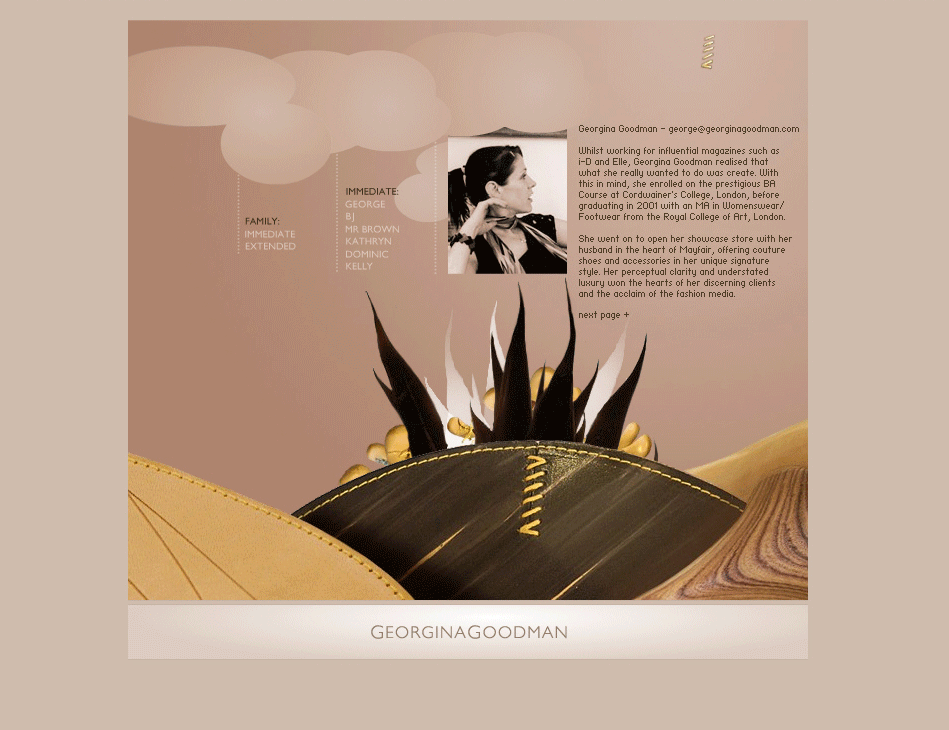 Georgina Goodman - george@georginagoodman.com
Whilst working for influential magazines such as
i-D and Elle, Georgina Goodman realised that
what she really wanted to do was create. With
this in mind, she enrolled on the prestigious BA
Course at Cordwainer's College, London, before
graduating in 2001 with an MA in Womenswear/
Footwear from the Royal College of Art, London.
She went on to open her showcase store with her
husband in the heart of Mayfair, offering couture
shoes and accessories in her unique signature
style. Her perceptual clarity and understated
luxury won the hearts of her discerning clients
and the acclaim of the fashion media.
next page +
FAMILY:
IMMEDIATE
EXTENDED
IMMEDIATE:
GEORGE
BJ
MR BROWN
KATHRYN
DOMINIC
KELLY
GEORGINAGOODMAN